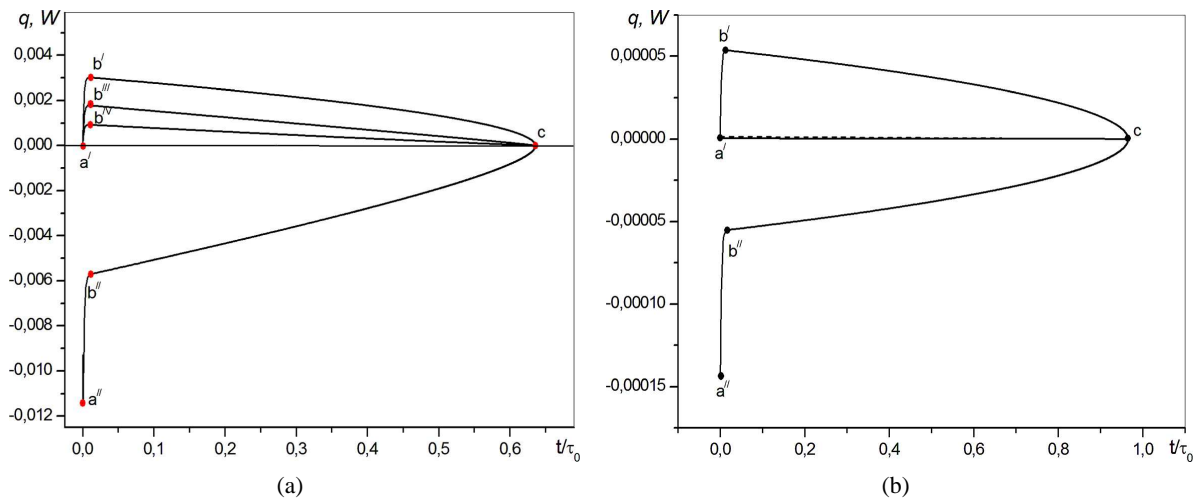 q, W
0,004
0,002
0,000
-0,002
-0,004
-0,006
-0,008
-0,010
-0,012
b/
b///
b/V
a/
c
b//
a//
0,0 0,1 0,2 0,3 0,4 0,5 0,6 t/τ0
(a)
q, W
0,00005
0,00000
-0,00005
-0,00010
-0,00015
b/
a/
c
b//
a//
0,0 0,2 0,4 0,6 0,8 1,0 t/τ0
(b)